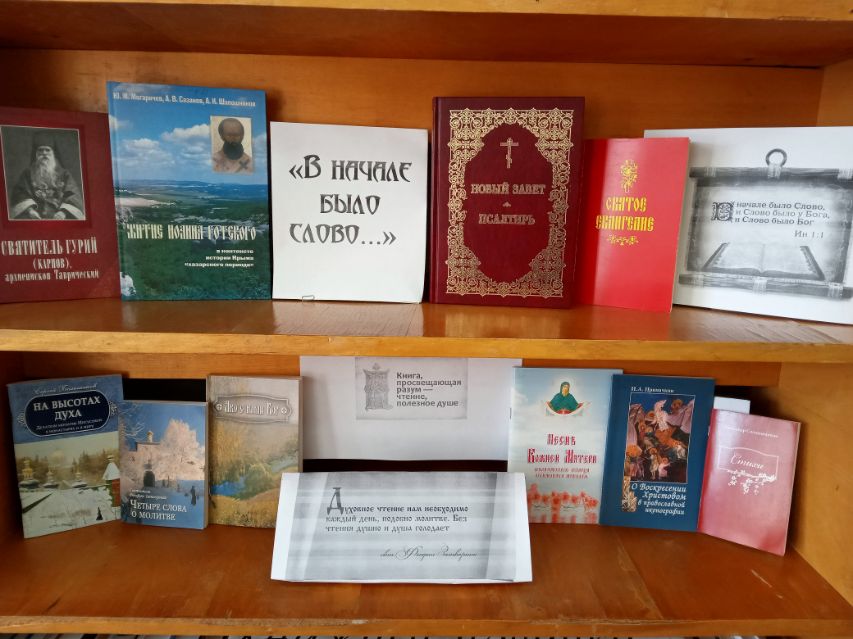 СВЯТИТЕЛЬ ГУРИЙ
(КАРПОВ),
архиепископ Таврический
Ю. М. Могаричев, А. В. Сазанов, А. К. Шапошников
ЖИТИЕ ИОАННА ГОТСКОГО
в контексте
истории Крыма
«хазарского периода»
«В НАЧАЛЕ
БЫЛО
СЛОВО...»
НОВЫЙ ЗАВЕТ
ПСАЛТИРЬ
СВЯТОЕ
ЕВАНГЕЛИЕ
В начале было Слово,
и Слово было у Бога,
и Слово было Бог
Ин 1:1
НА ВЫСОТАХ
ДУХА
ЧЕТЫРЕ СЛОВА
О МОЛИТВЕ
Книга,
просвещающая
разум —
чтение,
полезное душе
Духовное чтение нам необходимо
каждый день, подобно молитве. Без
чтения душно и душа голодает
Песнь
Божией Матери
О Воскресении
Христовом
в православной
иконографии
Стихи